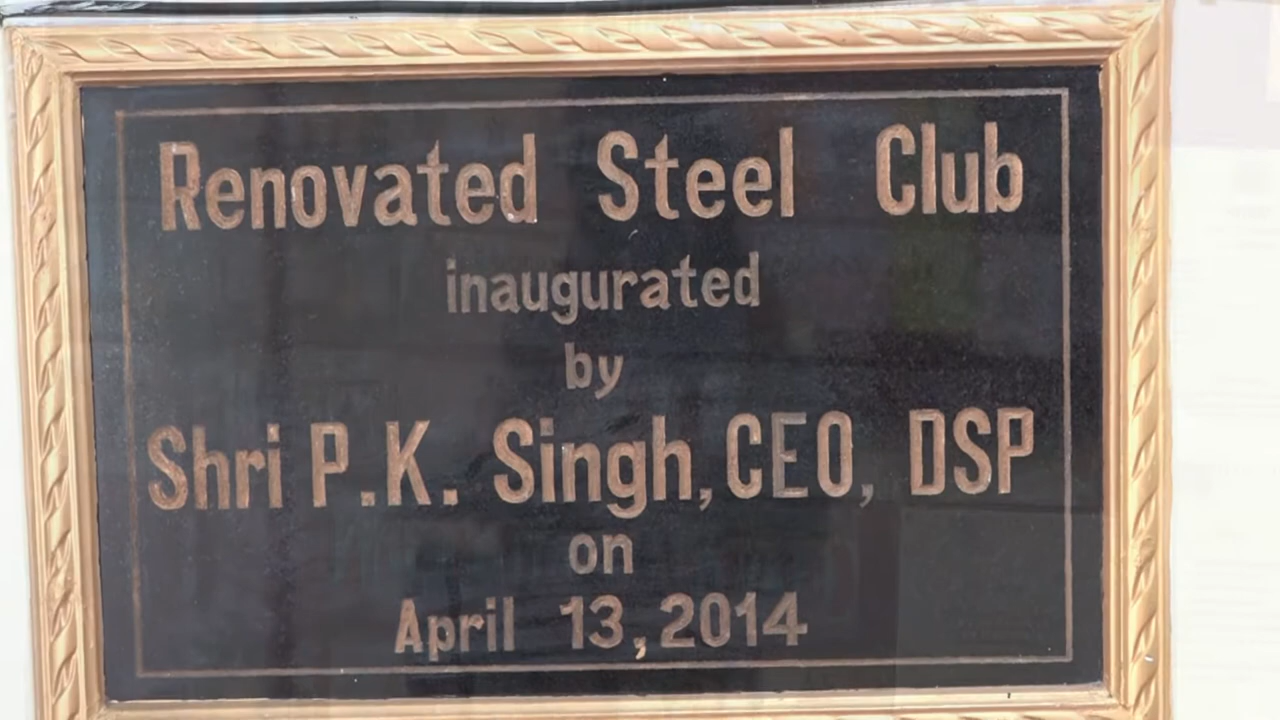 Renovated Steel Club
inaugurated
by
Shri P.K. Singh, CEO, DSP
on
April 13, 2014